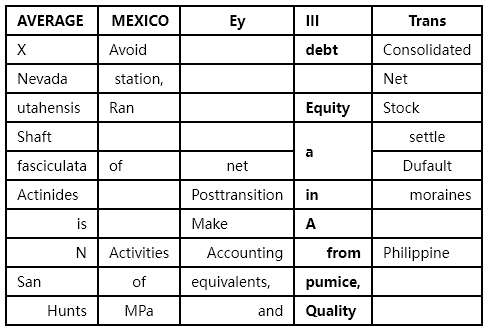 AVERAGE MEXICO Ey III Trans
X Avoid debt Consolidated
Nevada station, Net
utahensis Ran Equity Stock
Shaft a settle
fasciculata of net Dufault
Actinides Posttransition in moraines
is Make A
N Activities Accounting from Philippine
San of equivalents, pumice,
Hunts MPa and Quality